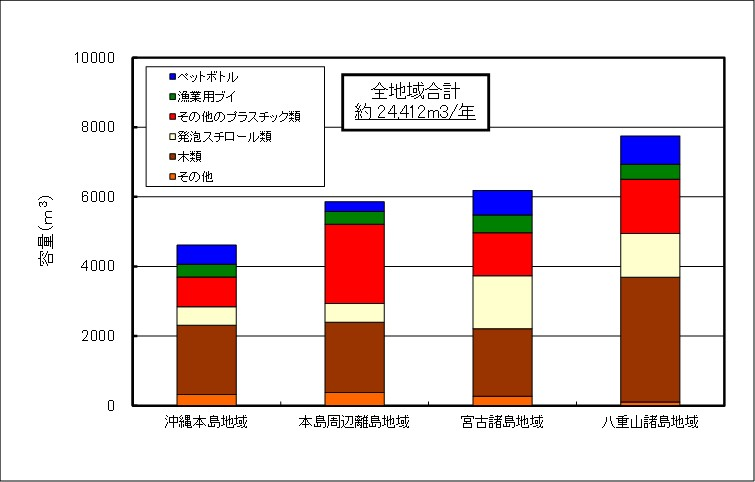 10000
8000
6000
4000
2000
0
容量(m³)
ペットボトル
漁業用ブイ
その他のプラスチック類
発泡スチロール類
木類
その他
全地域合計
約 24,412m3/年
沖縄本島地域
本島周辺離島地域
宮古諸島地域
八重山諸島地域